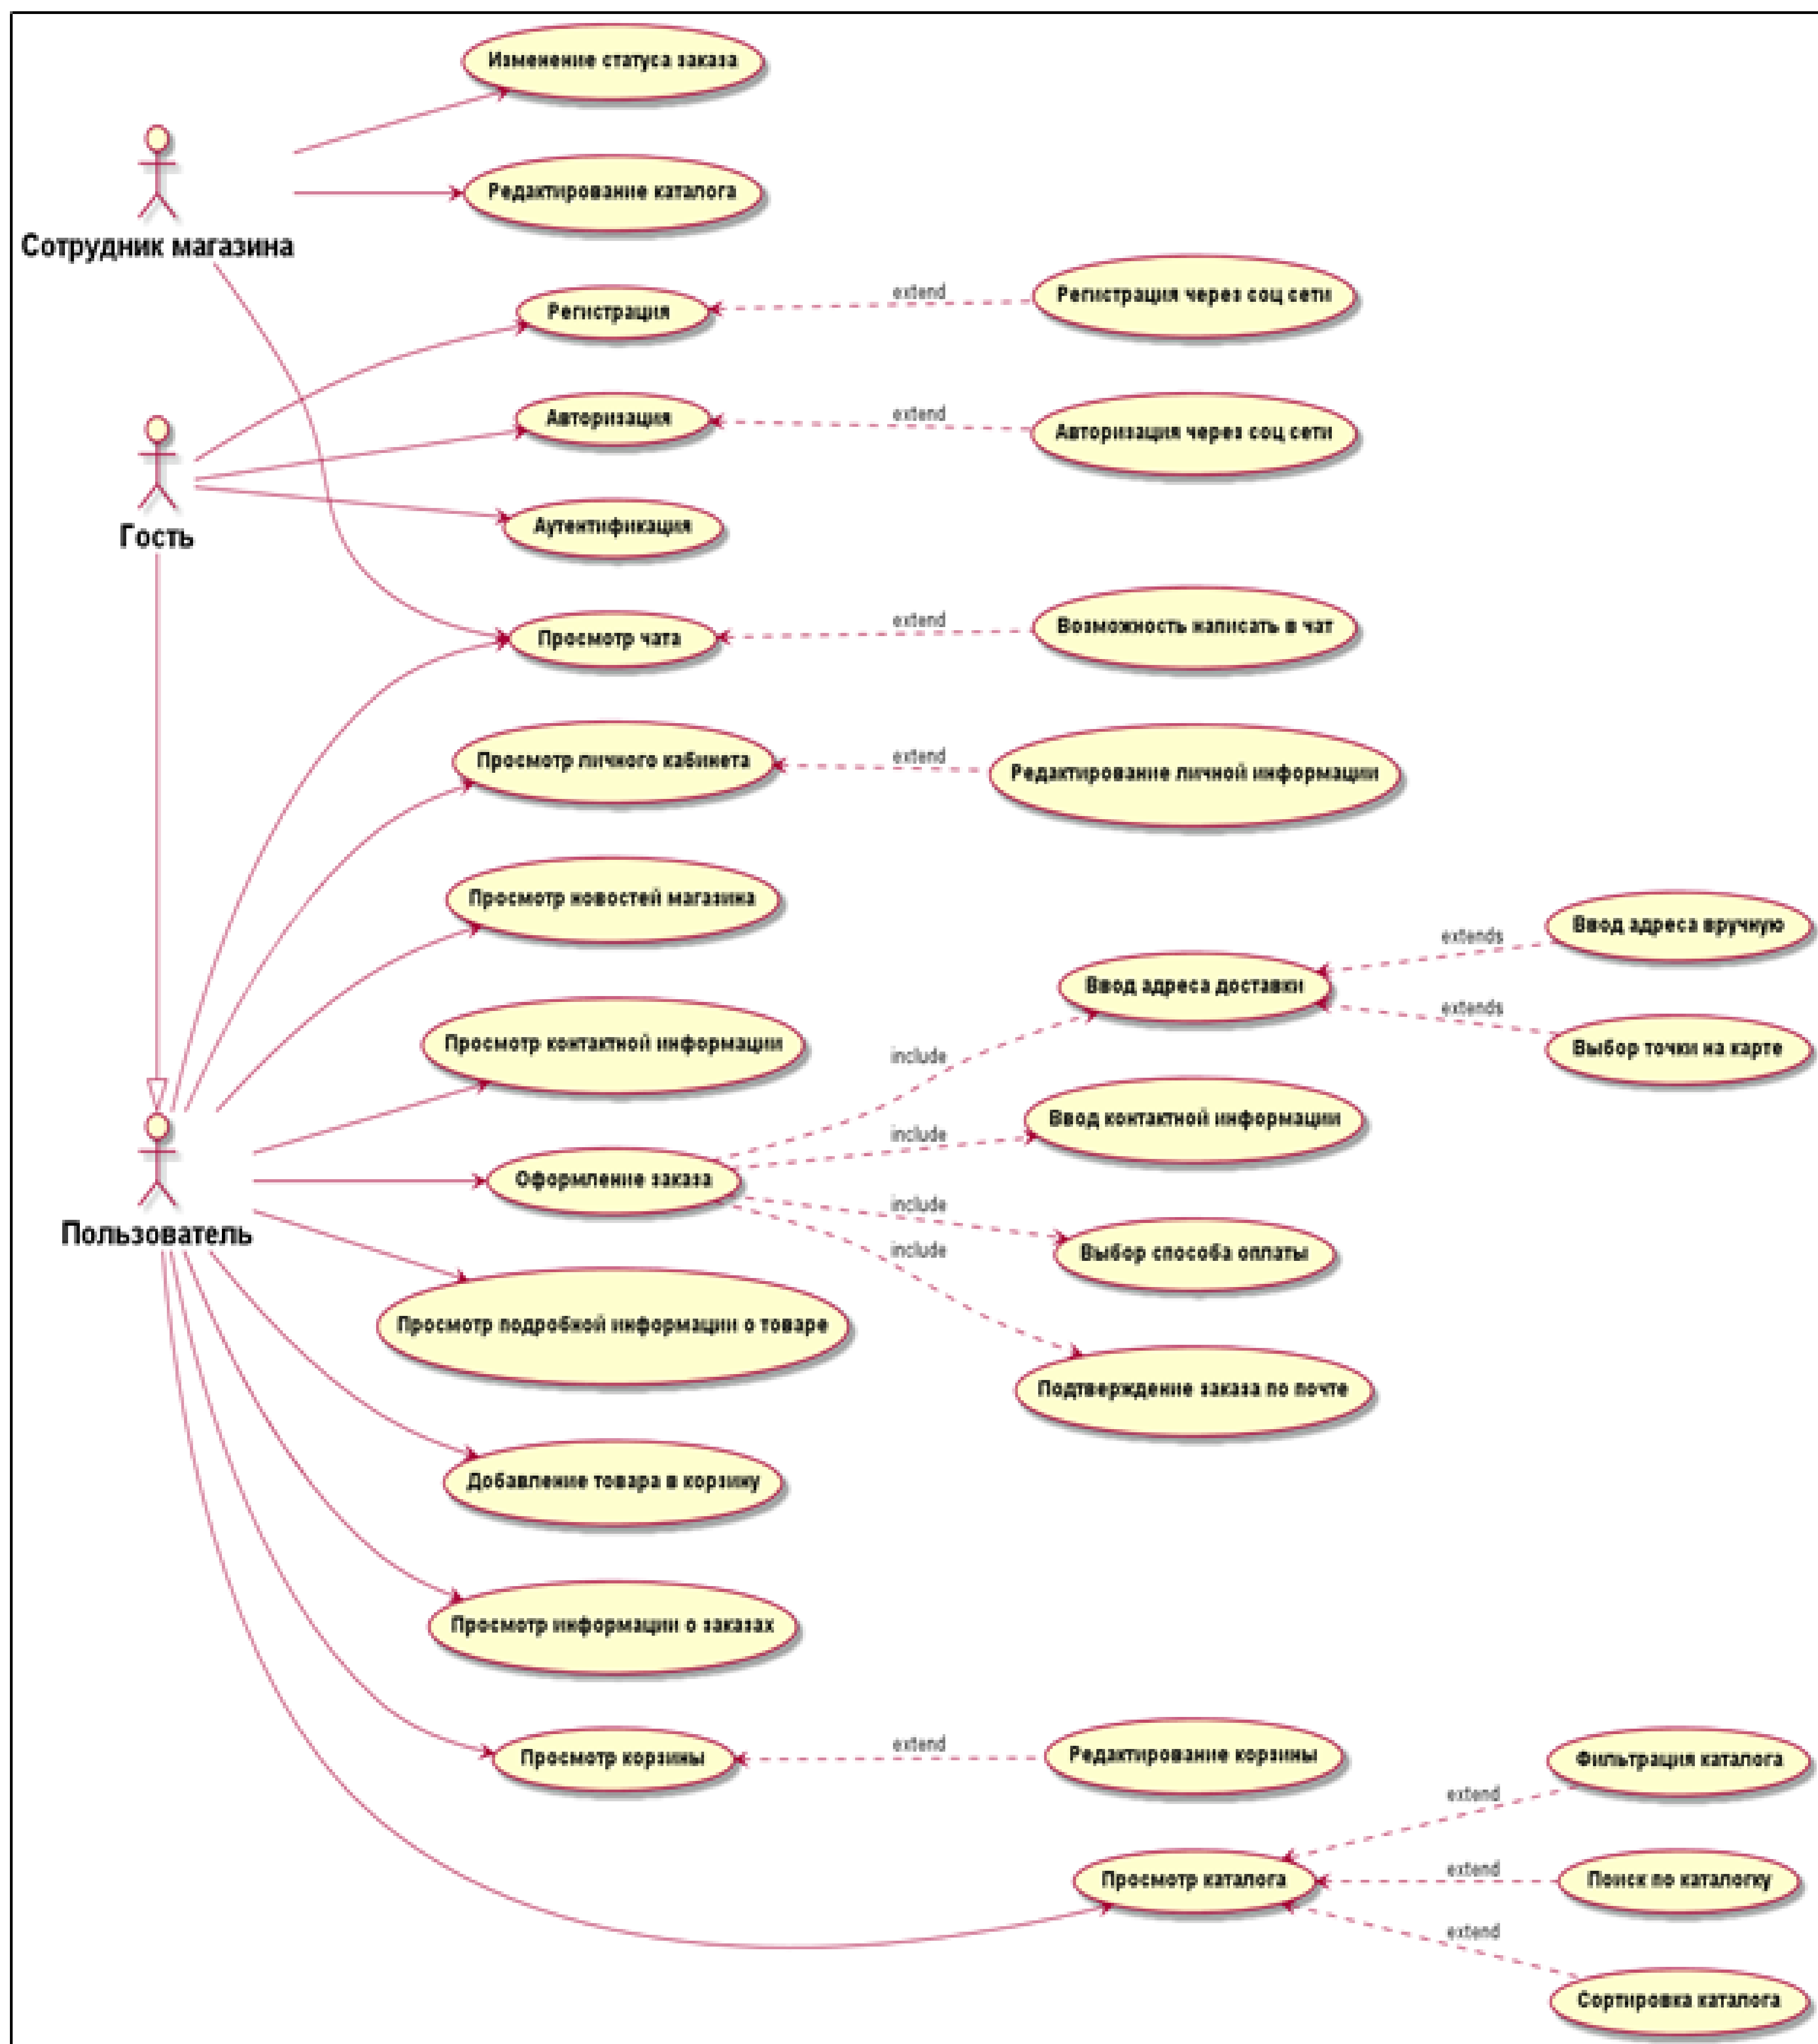 Изменение статуса заказа
Редактирование каталога
Сотрудник магазина
Регистрация
extend
Регистрация через соц сети
Авторизация
extend
Авторизация через соц сети
Гость
Аутентификация
Просмотр чата
extend
Возможность написать в чат
Просмотр личного кабинета
extend
Редактирование личной информации
Просмотр новостей магазина
Ввод адреса вручную
extends
Ввод адреса доставки
extends
Выбор точки на карте
Просмотр контактной информации
include
Ввод контактной информации
include
Оформление заказа
include
Выбор способа оплаты
include
Пользователь
Просмотр подробной информации о товаре
Подтверждение заказа по почте
Добавление товара в корзину
Просмотр информации о заказах
Просмотр корзины
extend
Редактирование корзины
Фильтрация каталога
extend
Просмотр каталога
extend
Поиск по каталогку
extend
Сортировка каталога